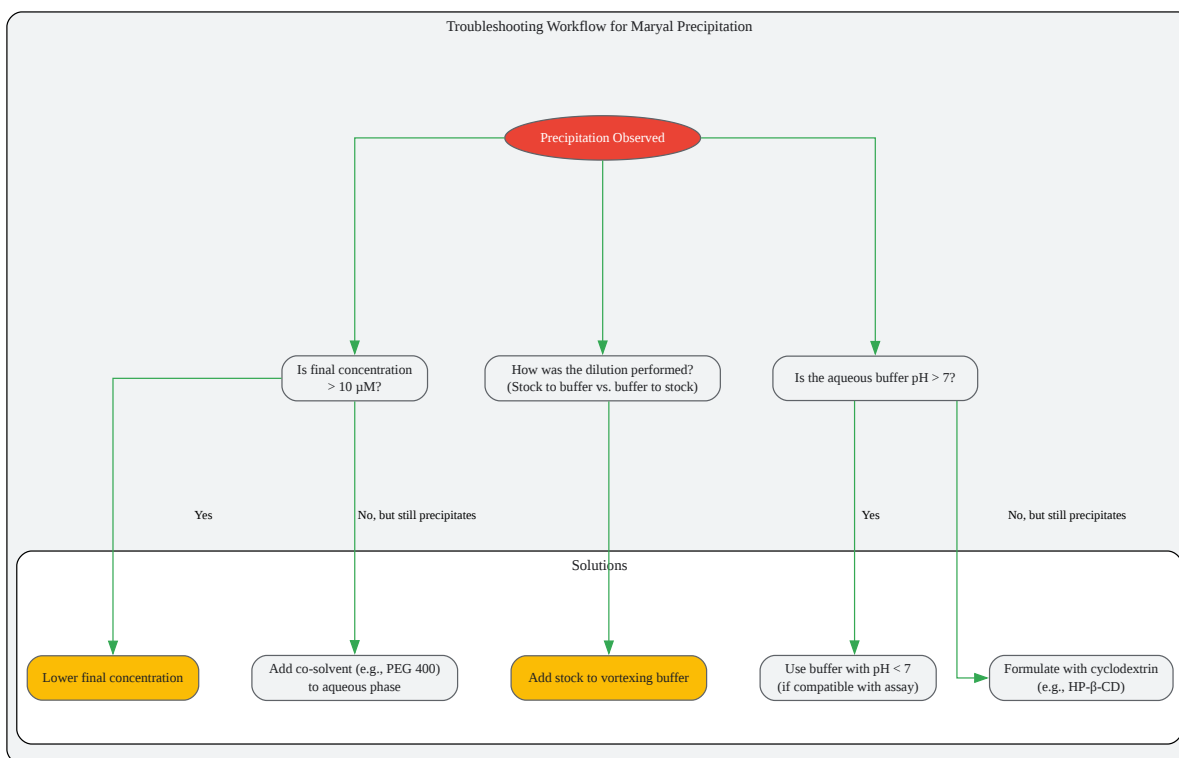 Troubleshooting Workflow for Maryal Precipitation
Precipitation Observed
Is final concentration
> 10 µM?
How was the dilution performed?
(Stock to buffer vs. buffer to stock)
Is the aqueous buffer pH > 7?
Yes
No, but still precipitates
Yes
No, but still precipitates
Solutions
Lower final concentration
Add co-solvent (e.g., PEG 400)
to aqueous phase
Add stock to vortexing buffer
Use buffer with pH < 7
(if compatible with assay)
Formulate with cyclodextrin
(e.g., HP-β-CD)